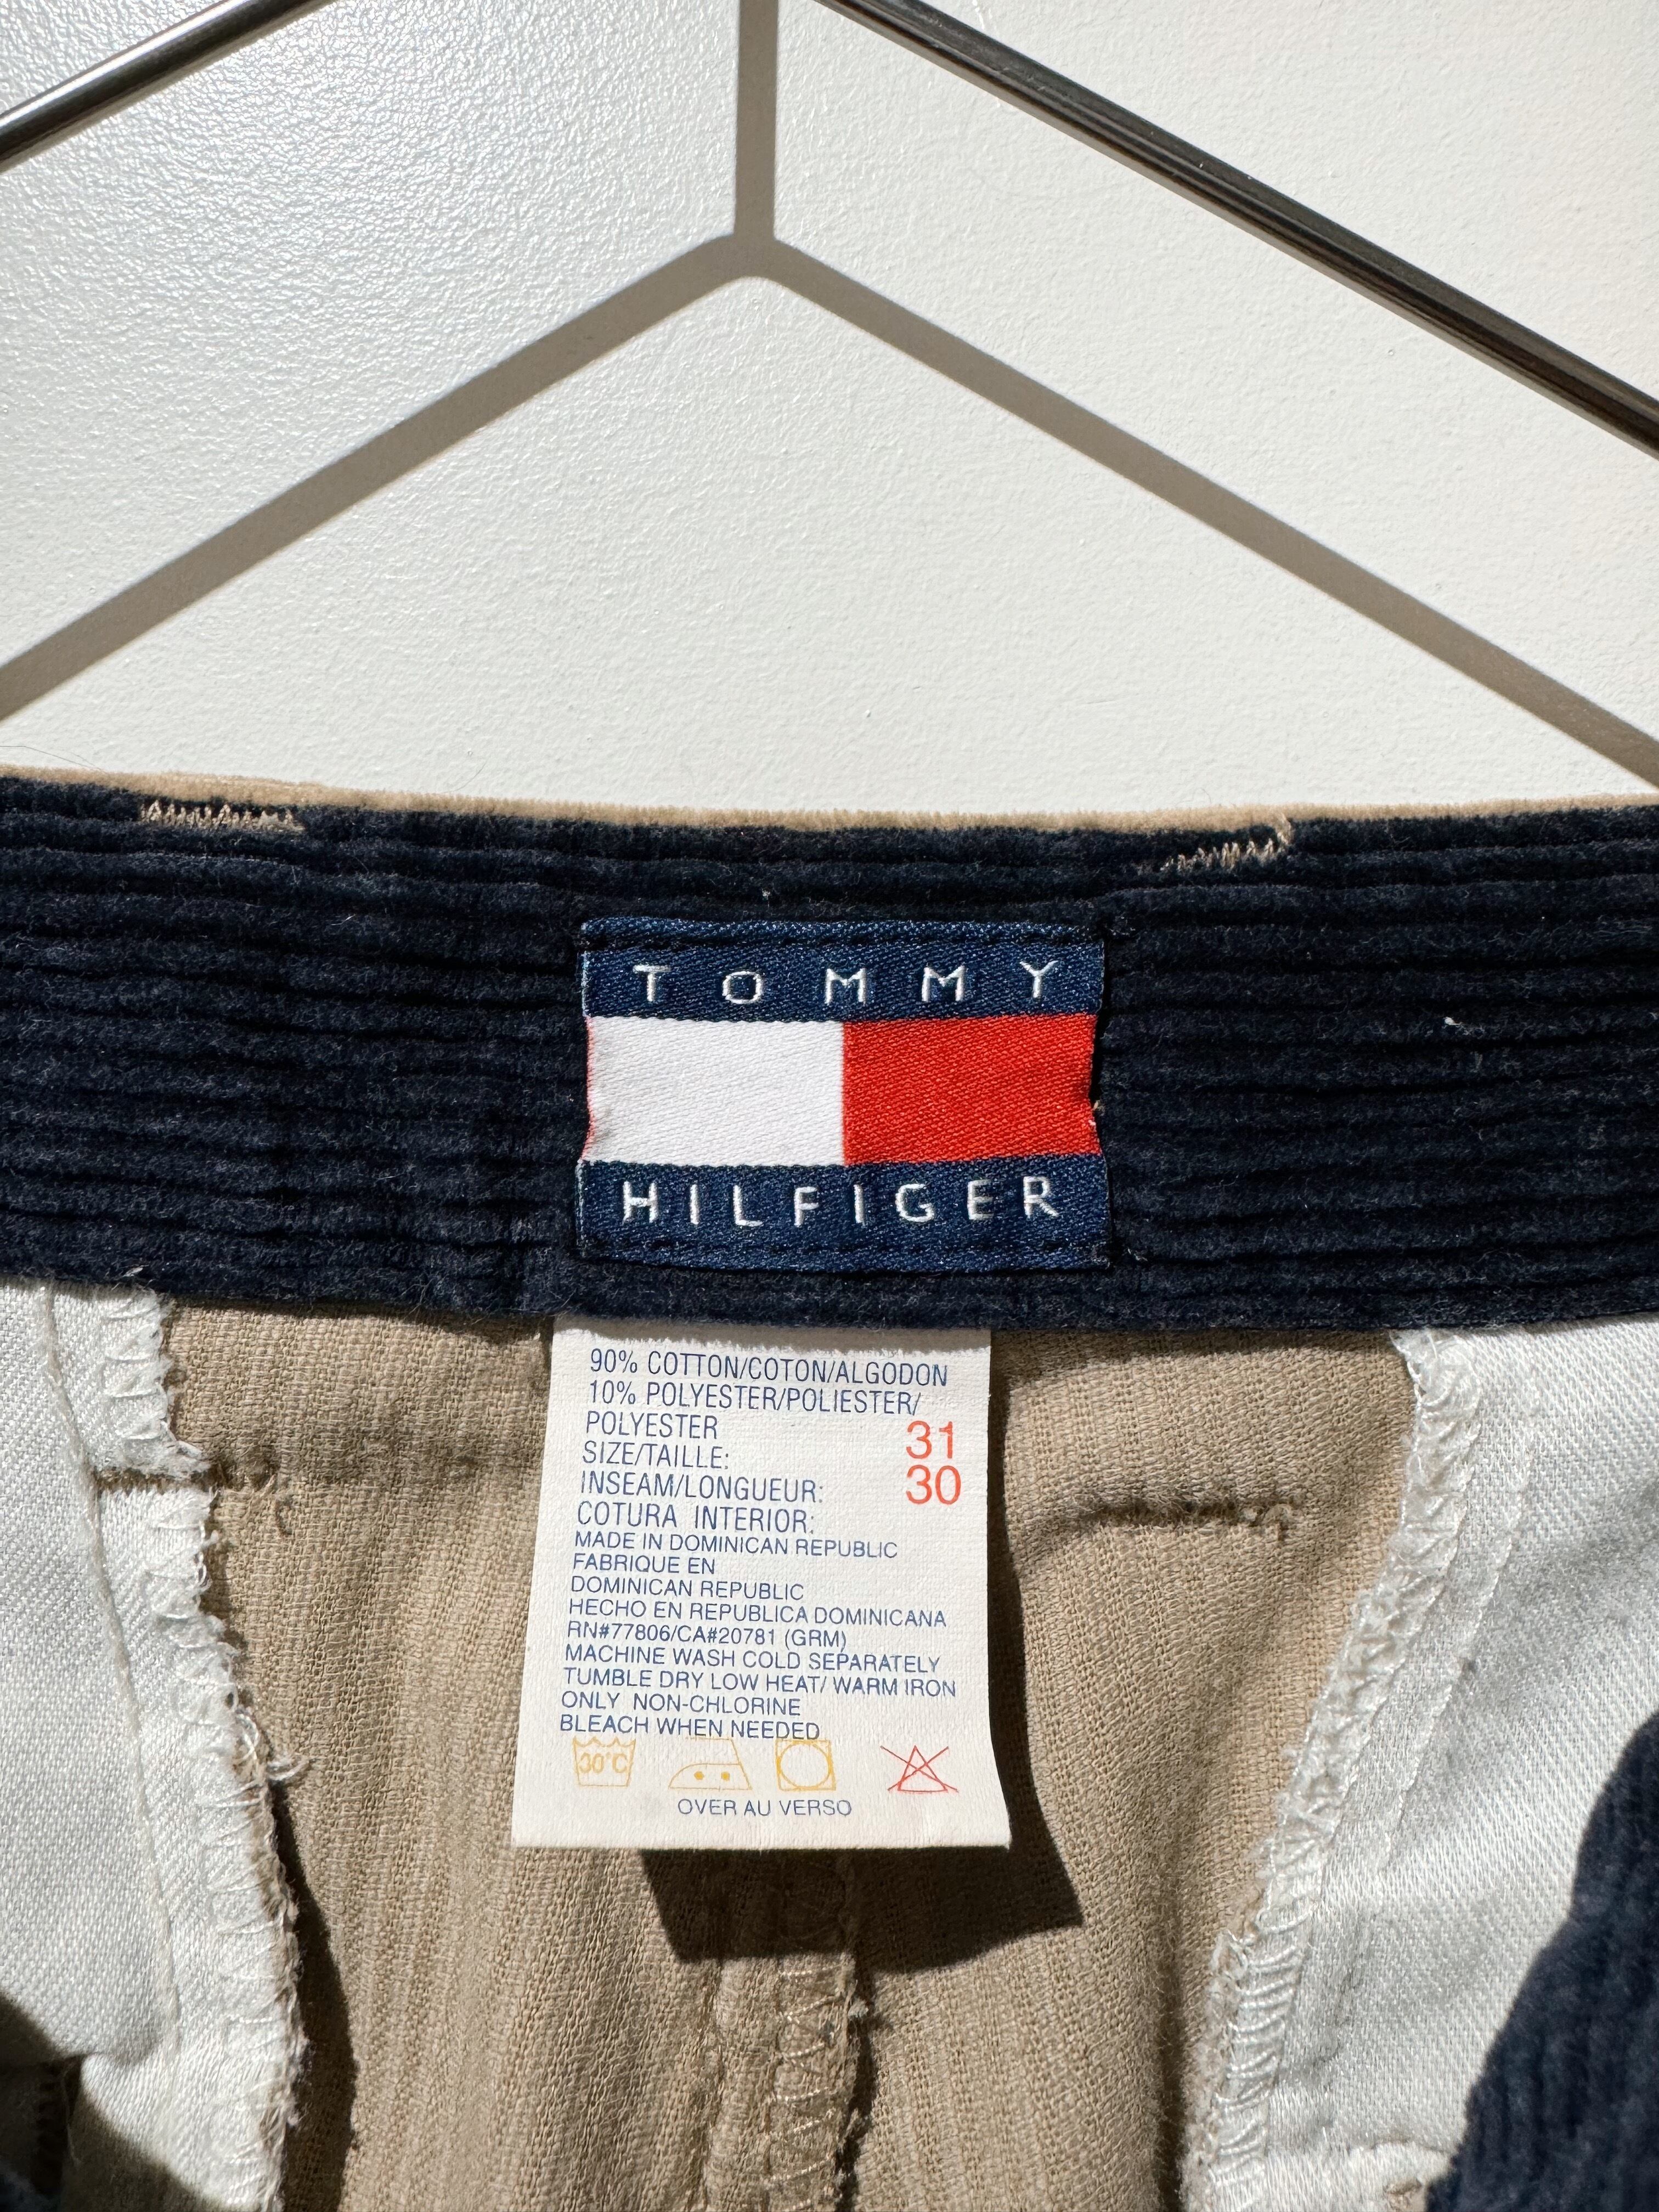 TOMMY
HILFIGER
90% COTTON/COTON/ALGODON
10% POLYESTER/POLIESTER/
POLYESTER
SIZE/TAILLE: 31
INSEAM/LONGUEUR: 30
COTURA INTERIOR:
MADE IN DOMINICAN REPUBLIC
FABRIQUE EN
DOMINICAN REPUBLIC
HECHO EN REPUBLICA DOMINICANA
RN#77806/CA#20781 (GRM)
MACHINE WASH COLD SEPARATELY
TUMBLE DRY LOW HEAT/ WARM IRON
ONLY NON-CHLORINE
BLEACH WHEN NEEDED
30°C
OVER AU VERSO